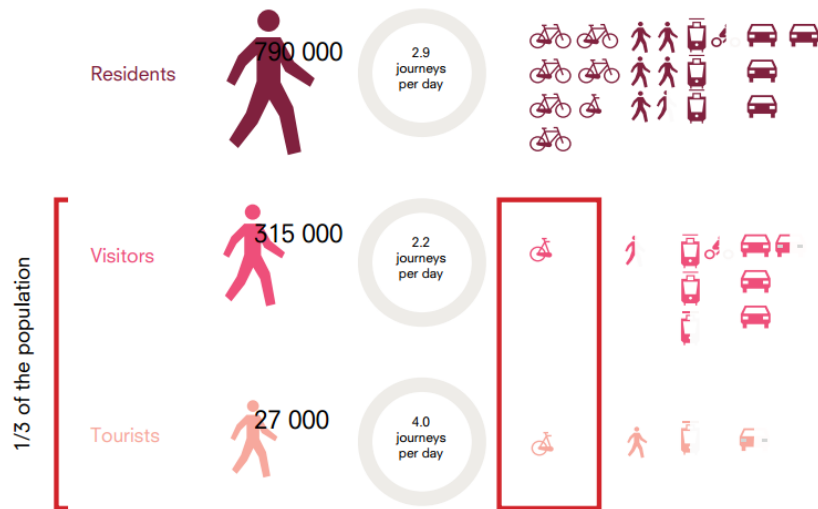 790 000
Residents
2.9
journeys
per day
315 000
Visitors
2.2
journeys
per day
27 000
Tourists
4.0
journeys
per day
1/3 of the population